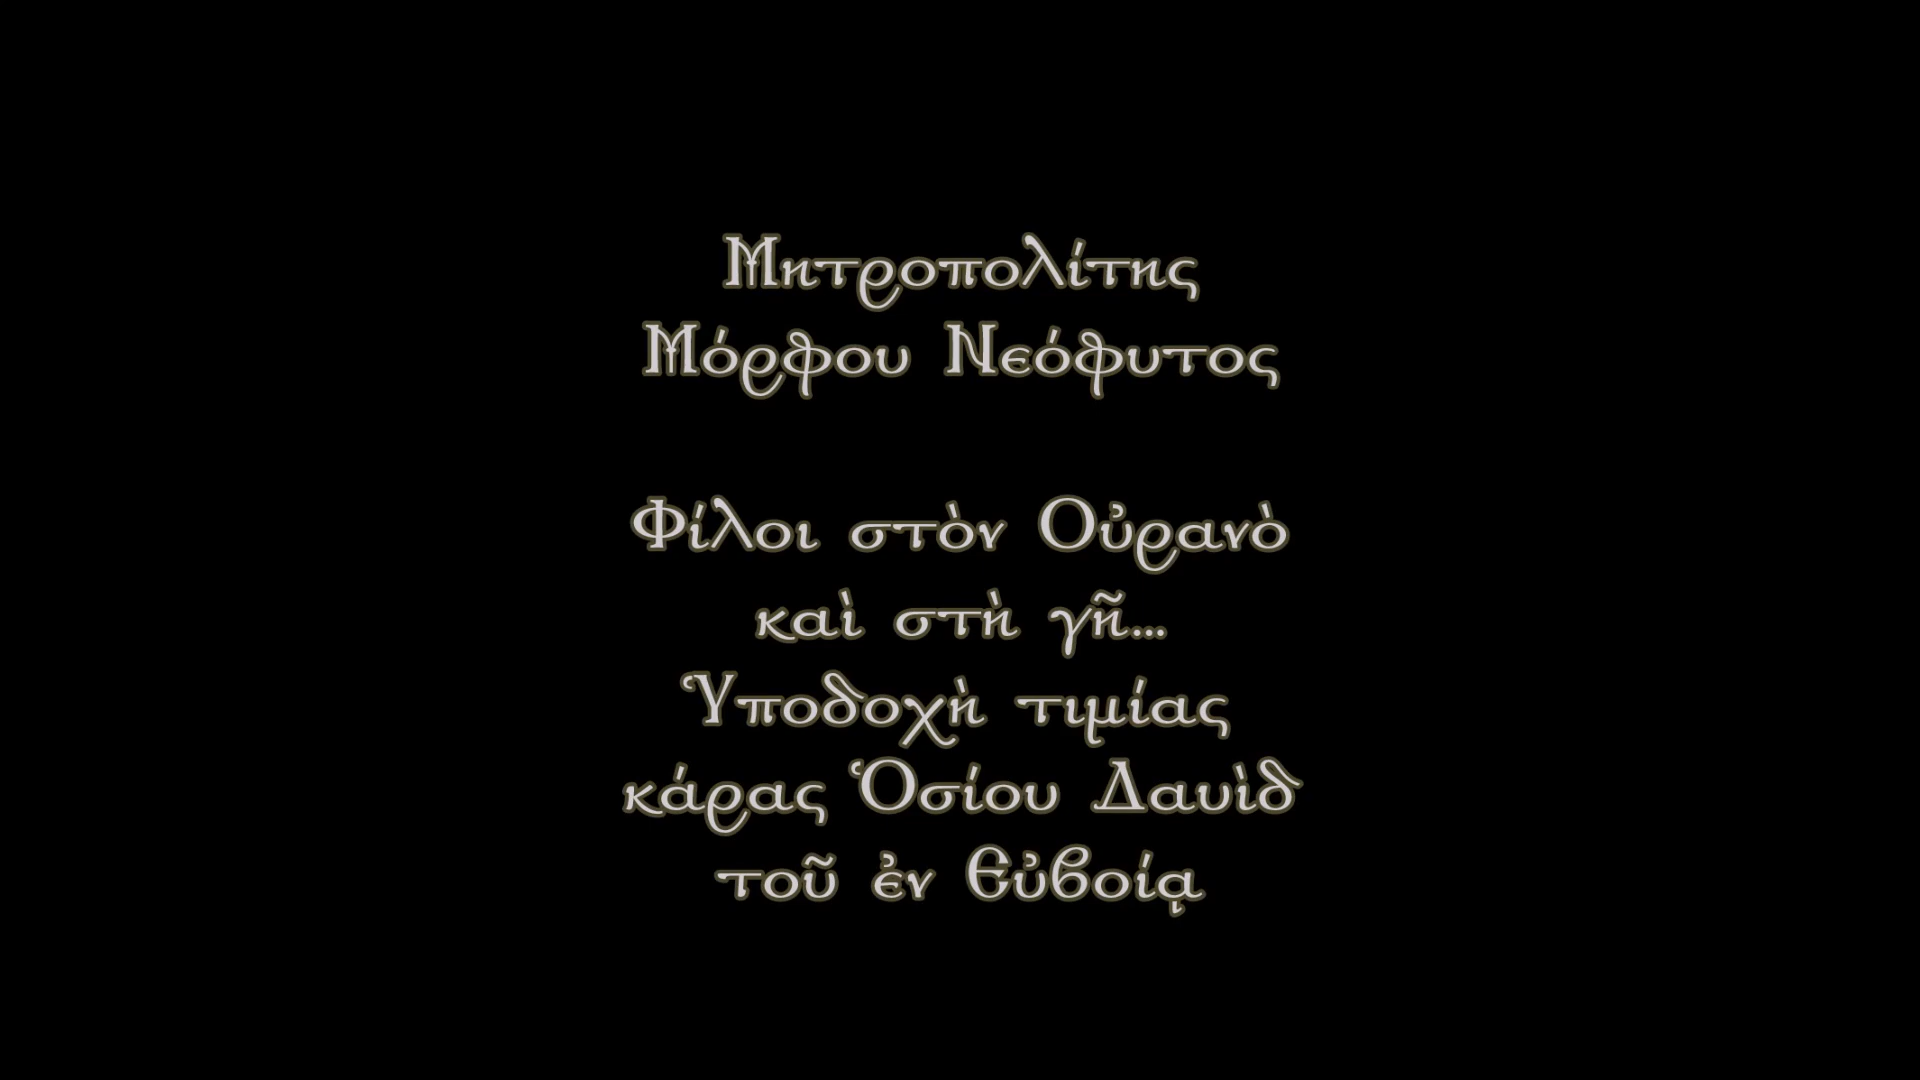 Μητροπολίτης
Μόρφου Νεόφυτος
Φίλοι στὸν Οὐρανὸ
καὶ στὴ γῆ...
Ὑποδοχὴ τιμίας
κάρας Ὁσίου Δαυὶδ
τοῦ ἐν Εὐβοίᾳ